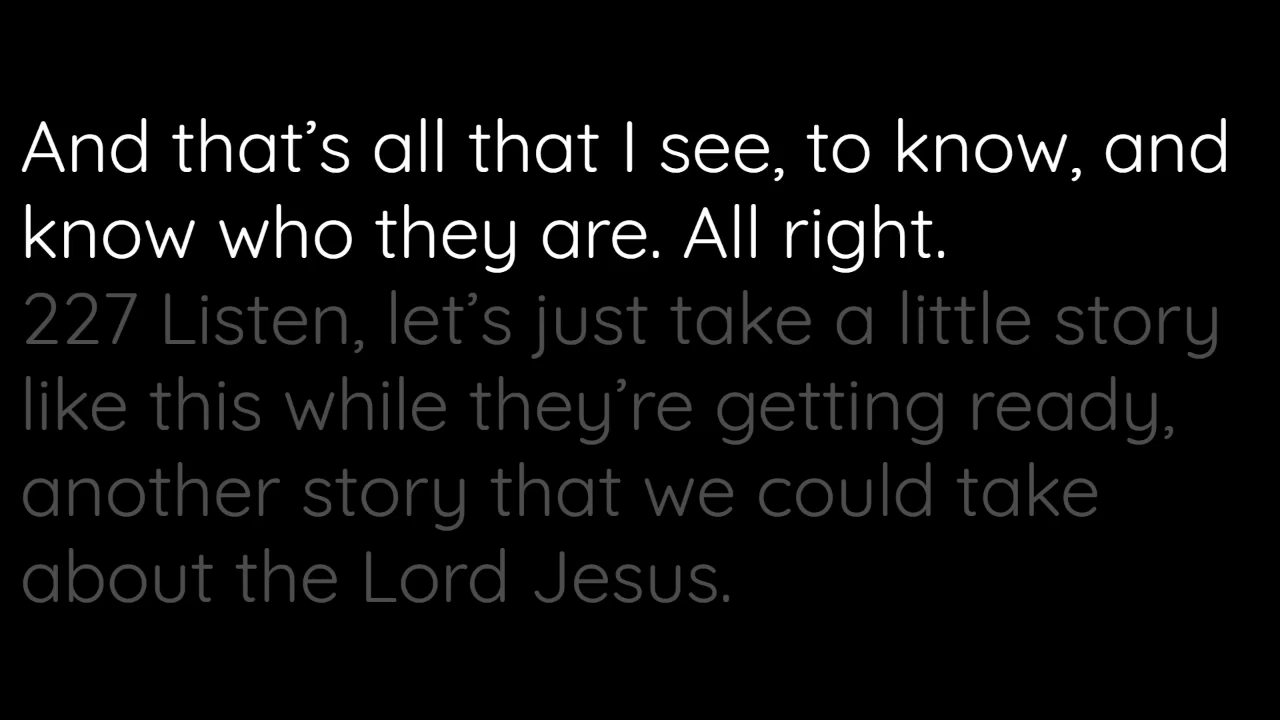 And that’s all that I see, to know, and
know who they are. All right.
227 Listen, let’s just take a little story
like this while they’re getting ready,
another story that we could take
about the Lord Jesus.